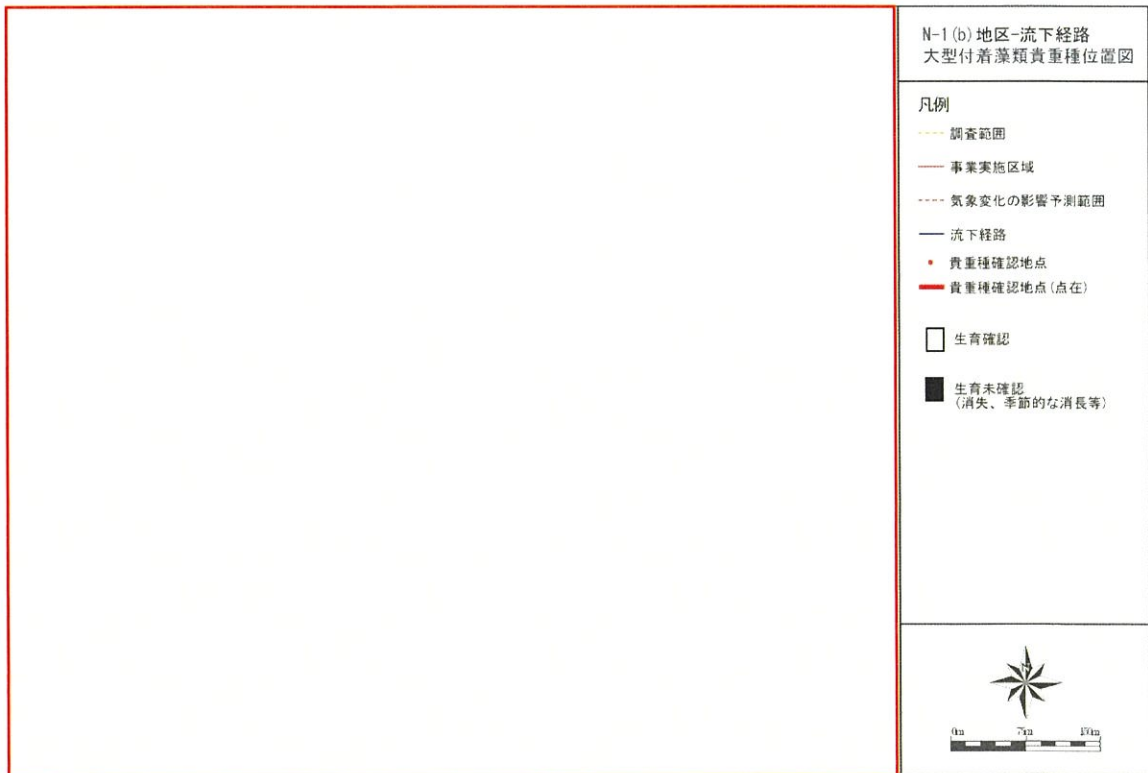 N-1(b)地区-流下経路
大型付着藻類貴重種位置図
凡例
調査範囲
事業実施区域
気象変化の影響予測範囲
流下経路
貴重種確認地点
貴重種確認地点(点在)
生育確認
生育未確認
(消失、季節的な消長等)
N
0m 75m 150m